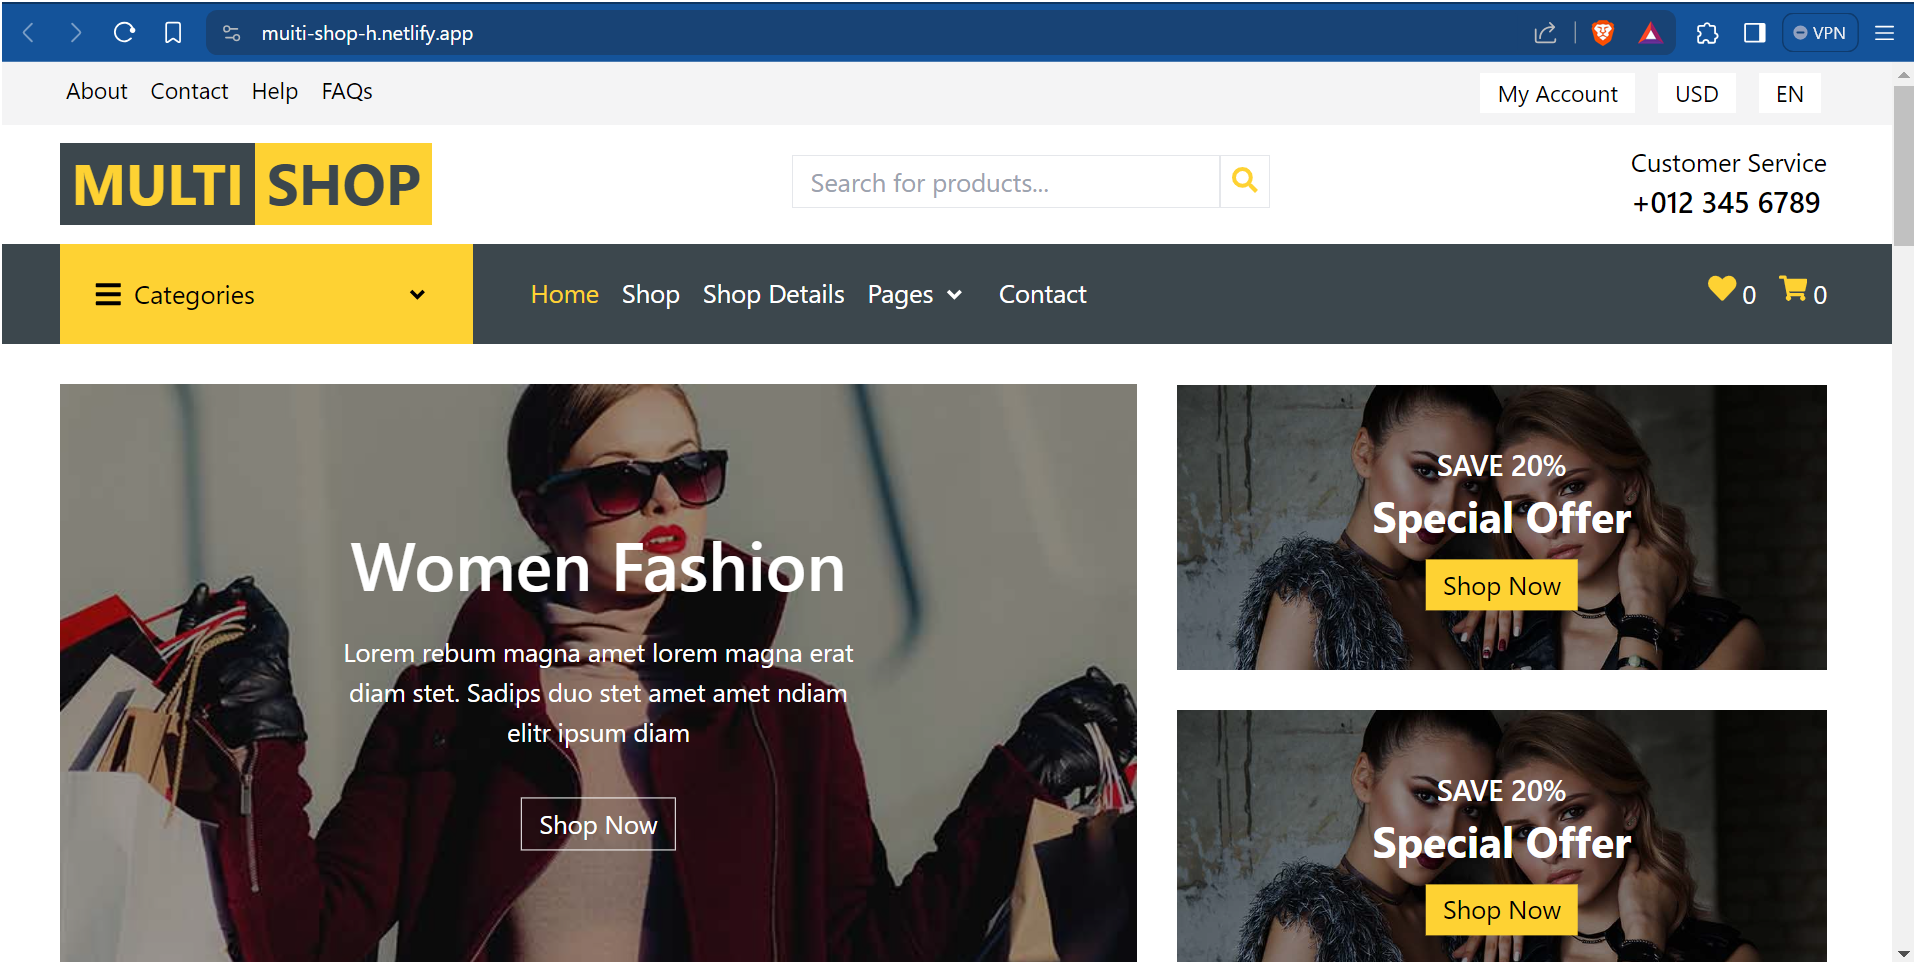 muiti-shop-h.netlify.app
VPN
About Contact Help FAQs
My Account USD EN
MULTI SHOP
Search for products...
Customer Service
+012 345 6789
Categories
Home Shop Shop Details Pages Contact
0 0
Women Fashion
Lorem rebum magna amet lorem magna erat
diam stet. Sadips duo stet amet amet ndiam
elitr ipsum diam
Shop Now
SAVE 20%
Special Offer
Shop Now
SAVE 20%
Special Offer
Shop Now